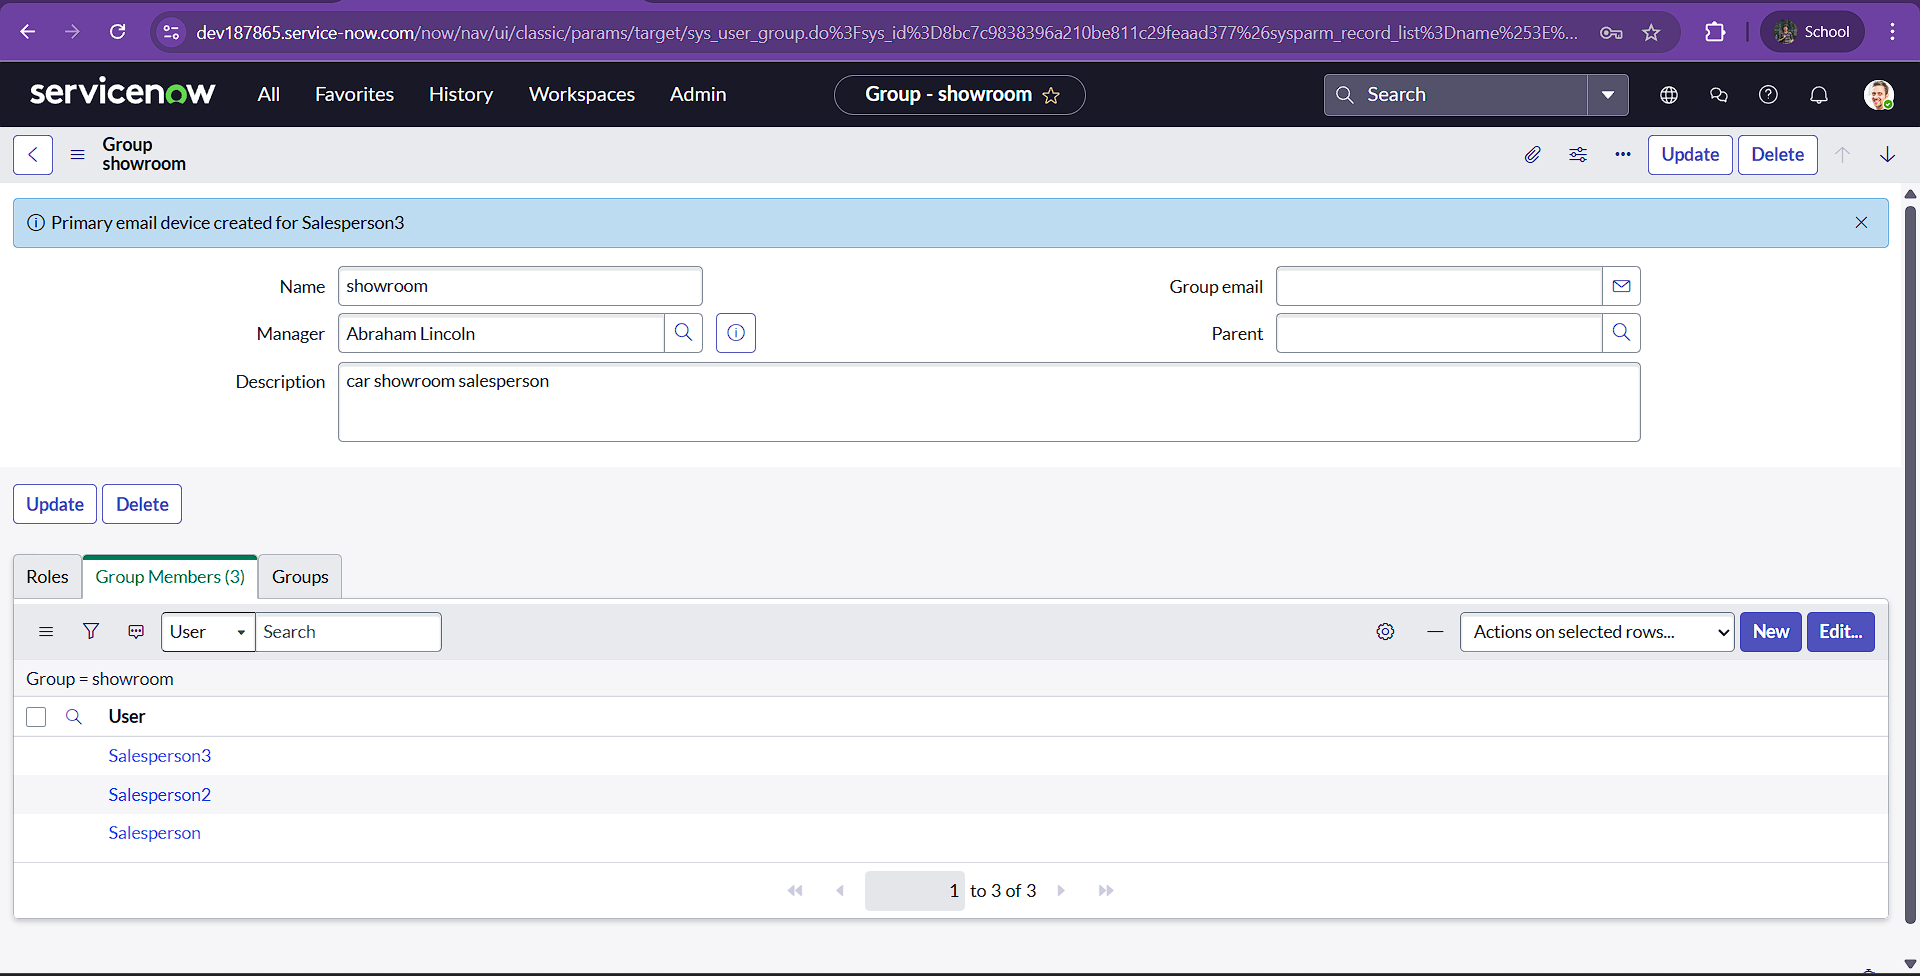 dev187865.service-now.com/now/nav/ui/classic/params/target/sys_user_group.do%3Fsys_id%3D8bc7c9838396a210be811c29feaad377%26sysparm_record_list%3Dname%253E%...
School
servicenow
All
Favorites
History
Workspaces
Admin
Group - showroom
Search
Group
showroom
Update
Delete
Primary email device created for Salesperson3
Name
showroom
Group email
Manager
Abraham Lincoln
Parent
Description
car showroom salesperson
Update
Delete
Roles
Group Members (3)
Groups
User
Search
Actions on selected rows...
New
Edit...
Group = showroom
User
Salesperson3
Salesperson2
Salesperson
1 to 3 of 3